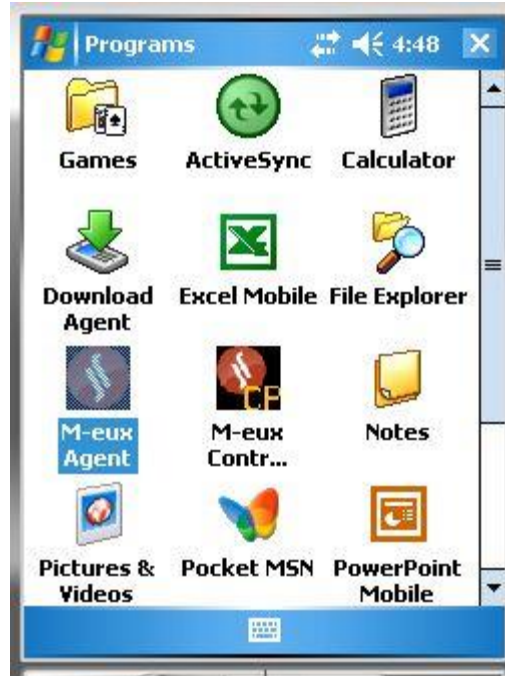 Programs 4:48
Games ActiveSync Calculator
Download Excel Mobile File Explorer
Agent
CP
M-eux M-eux Notes
Agent Contr...
Pictures & Pocket MSN PowerPoint
Videos Mobile